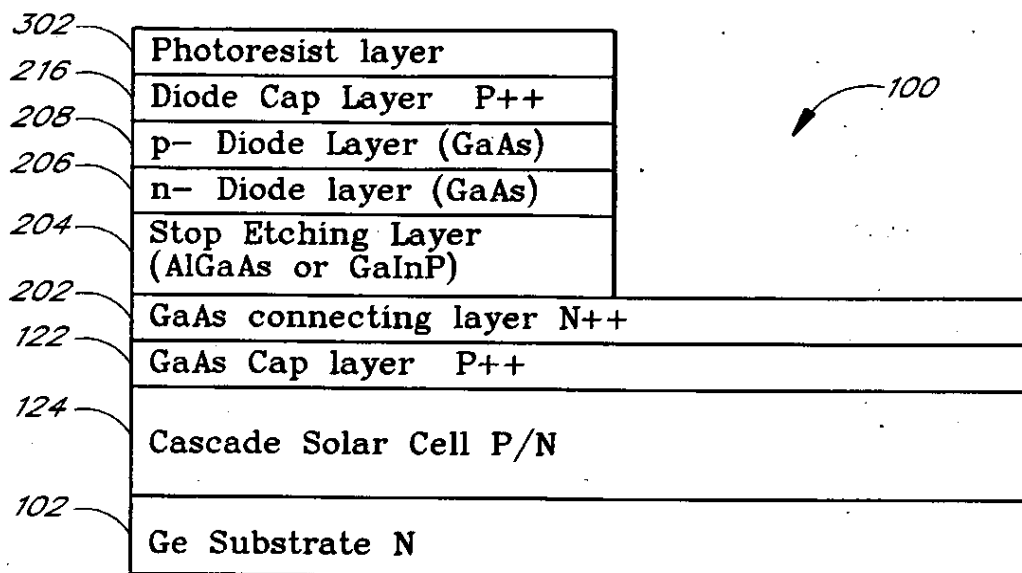 302 Photoresist layer
216 Diode Cap Layer P++
100
208 p- Diode Layer (GaAs)
206 n- Diode layer (GaAs)
204 Stop Etching Layer
(AlGaAs or GaInP)
202 GaAs connecting layer N++
122 GaAs Cap layer P++
124 Cascade Solar Cell P/N
102 Ge Substrate N